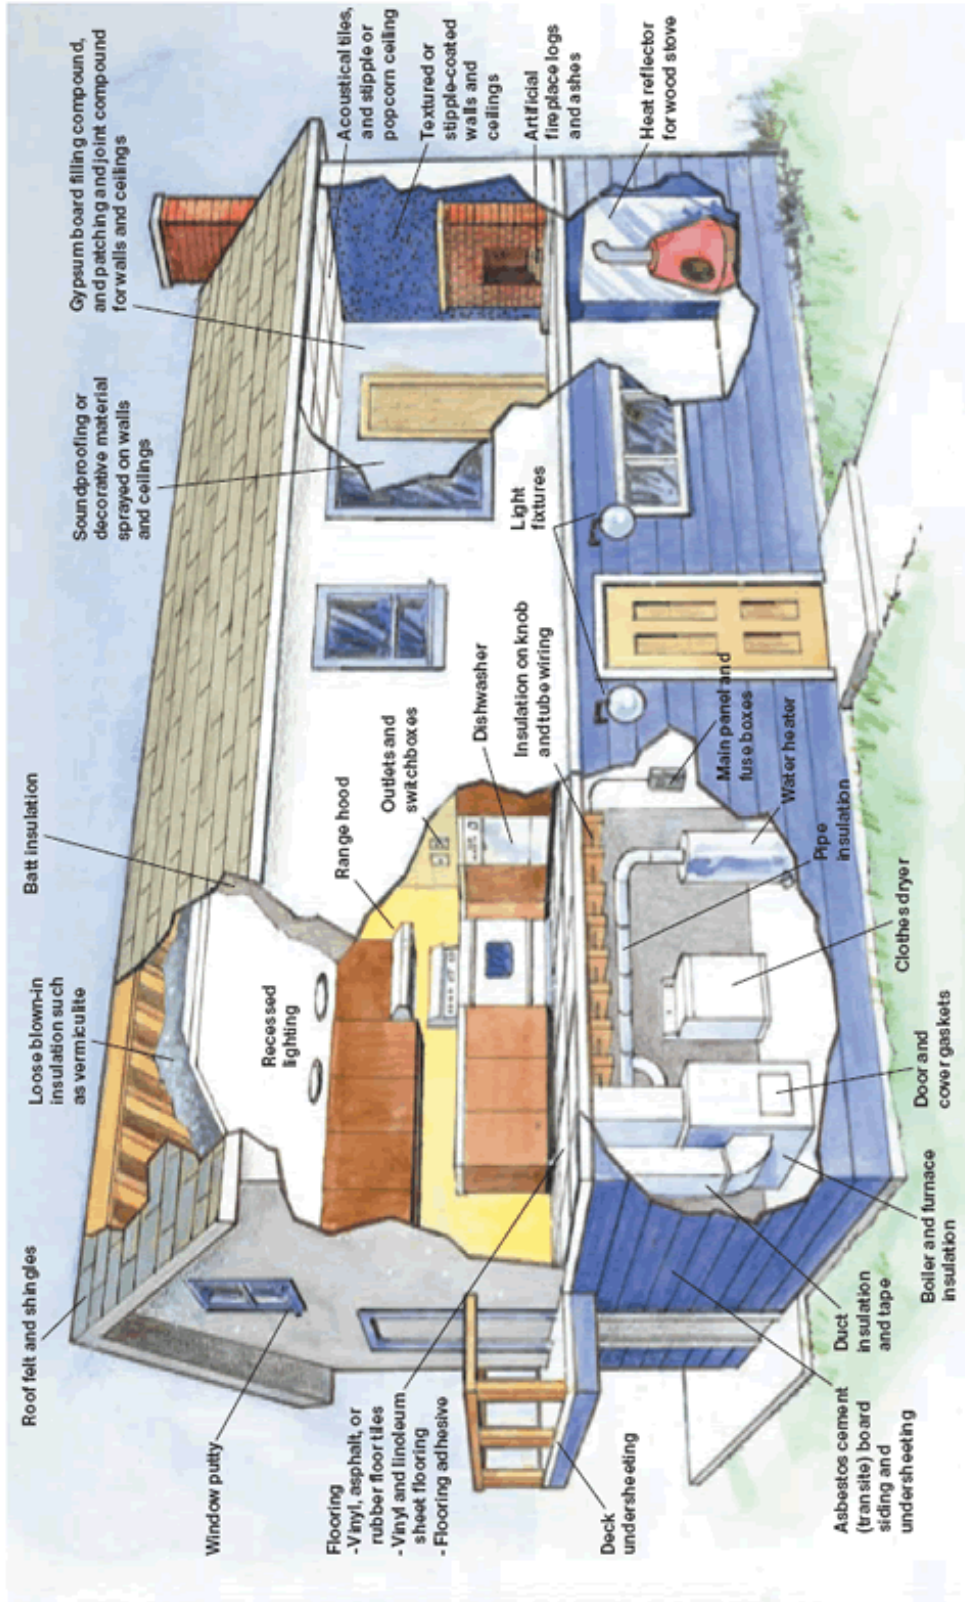 Roof felt and shingles
Loose blown-in
insulation such
as vermiculite
Batt insulation
Soundproofing or
decorative material
sprayed on walls
and ceilings
Gypsum board filling compound,
and patching and joint compound
for walls and ceilings
Acoustical tiles,
and stipple or
popcorn ceiling
Textured or
stipple-coated
walls and
ceilings
Artificial
fireplace logs
and ashes
Heat reflector
for wood stove
Window putty
Recessed
lighting
Range hood
Outlets and
switchboxes
Dishwasher
Insulation on knob
and tube wiring
Light
fixtures
Flooring
- Vinyl, asphalt, or
rubber floor tiles
- Vinyl and linoleum
sheet flooring
- Flooring adhesive
Deck
undersheeting
Main panel and
fuse boxes
Water heater
Pipe
insulation
Clothes dryer
Door and
cover gaskets
Boiler and furnace
insulation
Duct
insulation
and tape
Asbestos cement
(transite) board
siding and
undersheeting